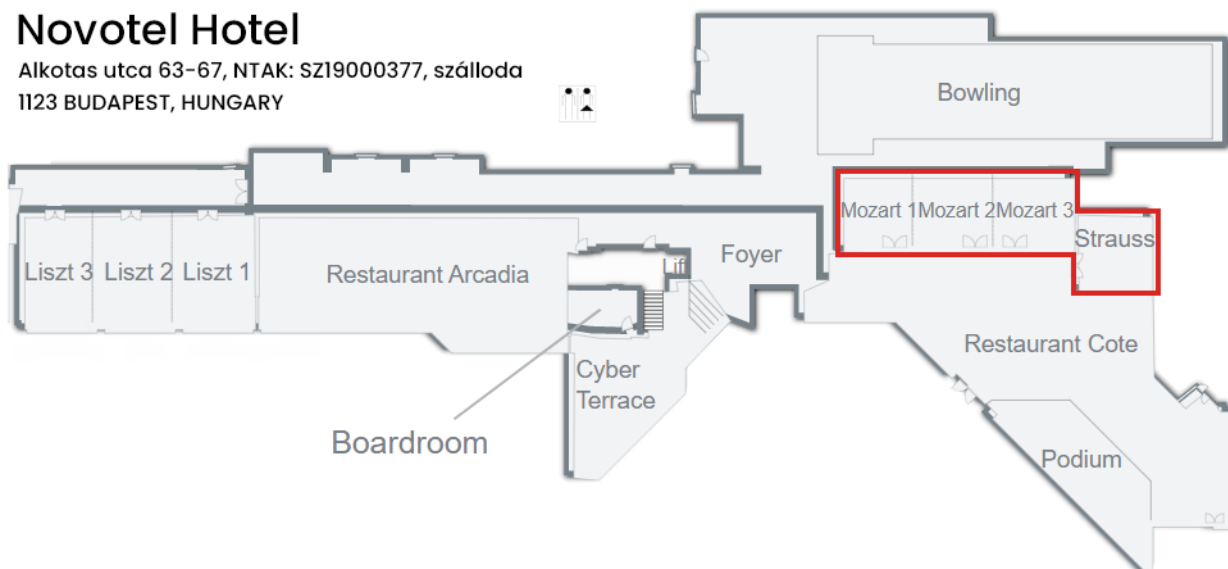 Novotel Hotel
Alkotas utca 63-67, NTAK: SZ19000377, szálloda
1123 BUDAPEST, HUNGARY
Bowling
Mozart 1 Mozart 2 Mozart 3
Strauss
Foyer
Lift
Liszt 3 Liszt 2 Liszt 1
Restaurant Arcadia
Restaurant Cote
Cyber
Terrace
Boardroom
Podium